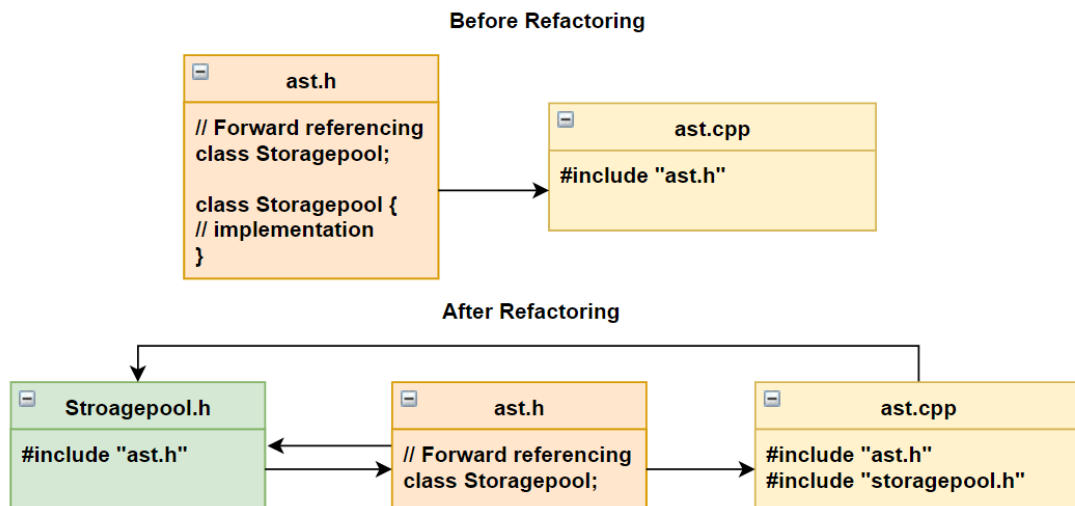 Before Refactoring
ast.h
// Forward referencing
class Storagepool;
class Storagepool {
// implementation
}
ast.cpp
#include "ast.h"
After Refactoring
Stroagepool.h
#include "ast.h"
ast.h
// Forward referencing
class Storagepool;
ast.cpp
#include "ast.h"
#include "storagepool.h"